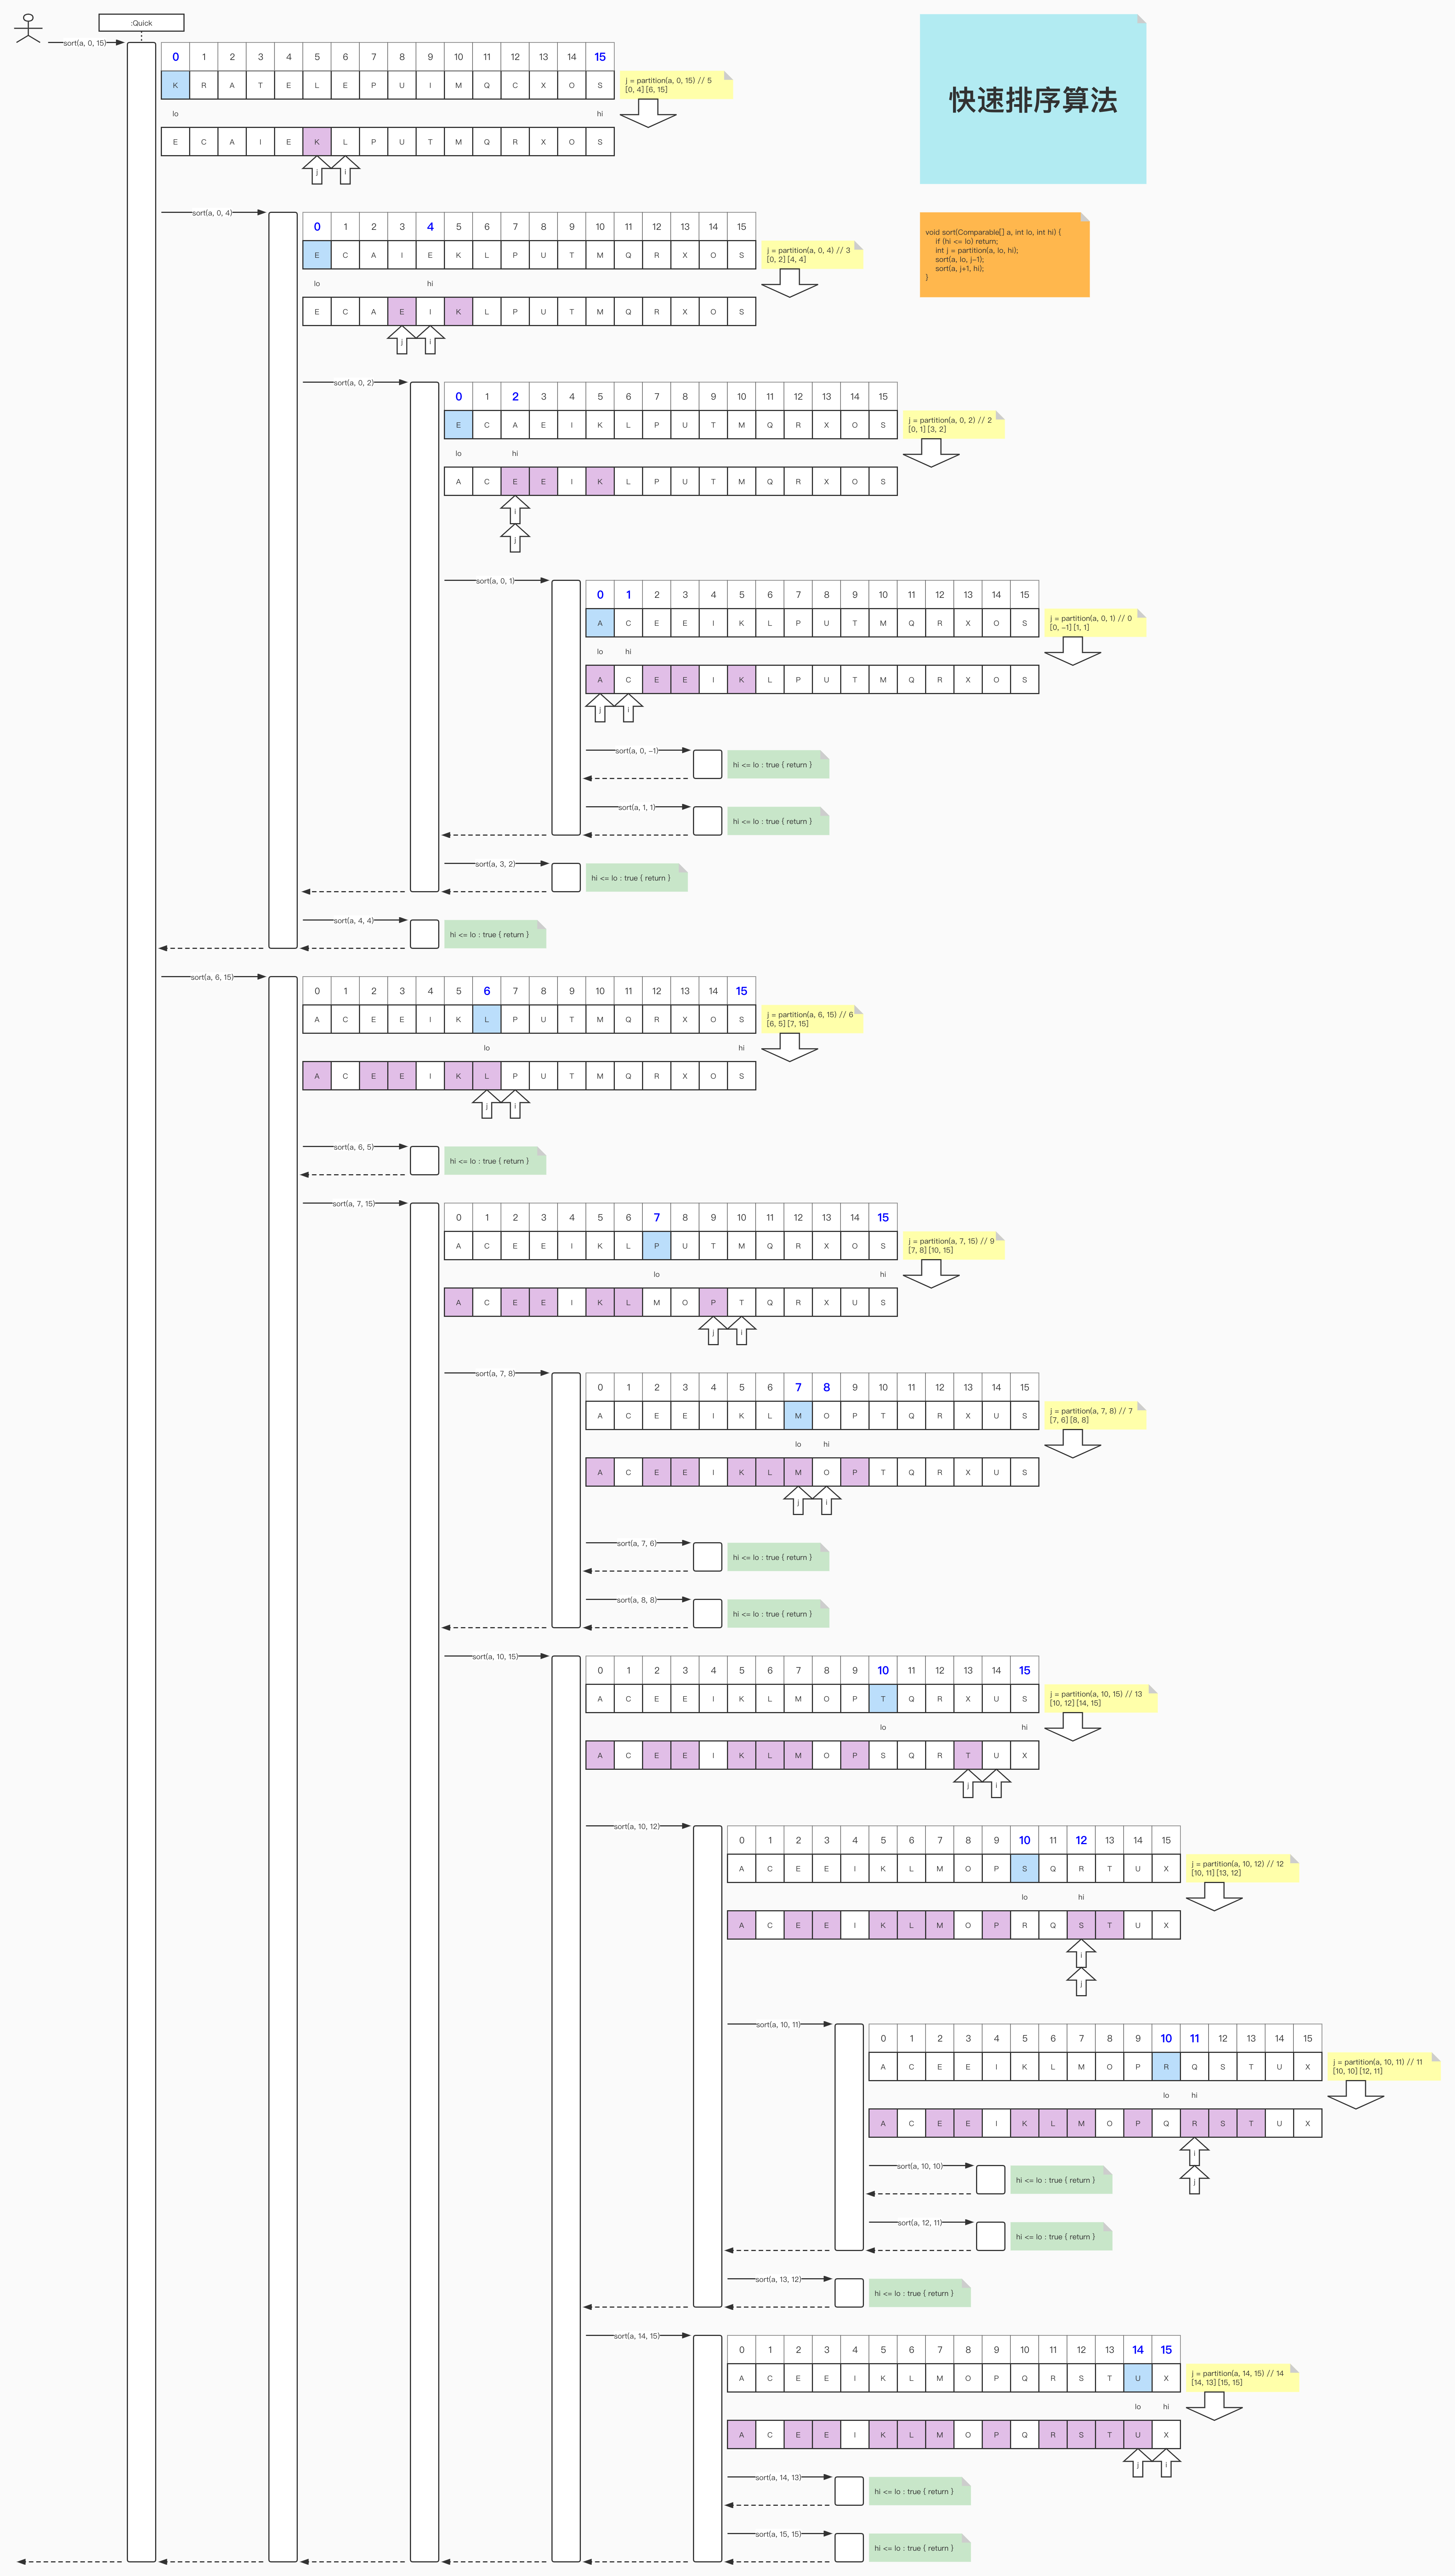 :Quick
sort(a, 0, 15)
0 1 2 3 4 5 6 7 8 9 10 11 12 13 14 15
K R A T E L E P U I M Q C X O S
j = partition(a, 0, 15) // 5
[0, 4] [6, 15]
lo hi
E C A I E K L P U T M Q R X O S
j i
快速排序算法
sort(a, 0, 4)
0 1 2 3 4 5 6 7 8 9 10 11 12 13 14 15
E C A I E K L P U T M Q R X O S
j = partition(a, 0, 4) // 3
[0, 2] [4, 4]
lo hi
E C A E I K L P U T M Q R X O S
j i
void sort(Comparable[] a, int lo, int hi) {
if (hi <= lo) return;
int j = partition(a, lo, hi);
sort(a, lo, j-1);
sort(a, j+1, hi);
}
sort(a, 0, 2)
0 1 2 3 4 5 6 7 8 9 10 11 12 13 14 15
E C A E I K L P U T M Q R X O S
j = partition(a, 0, 2) // 2
[0, 1] [3, 2]
lo hi
A C E E I K L P U T M Q R X O S
i
j
sort(a, 0, 1)
0 1 2 3 4 5 6 7 8 9 10 11 12 13 14 15
A C E E I K L P U T M Q R X O S
j = partition(a, 0, 1) // 0
[0, -1] [1, 1]
lo hi
A C E E I K L P U T M Q R X O S
j i
sort(a, 0, -1)
hi <= lo : true { return }
sort(a, 1, 1)
hi <= lo : true { return }
sort(a, 3, 2)
hi <= lo : true { return }
sort(a, 4, 4)
hi <= lo : true { return }
sort(a, 6, 15)
0 1 2 3 4 5 6 7 8 9 10 11 12 13 14 15
A C E E I K L P U T M Q R X O S
j = partition(a, 6, 15) // 6
[6, 5] [7, 15]
lo hi
A C E E I K L P U T M Q R X O S
j i
sort(a, 6, 5)
hi <= lo : true { return }
sort(a, 7, 15)
0 1 2 3 4 5 6 7 8 9 10 11 12 13 14 15
A C E E I K L P U T M Q R X O S
j = partition(a, 7, 15) // 9
[7, 8] [10, 15]
lo hi
A C E E I K L M O P T Q R X U S
j i
sort(a, 7, 8)
0 1 2 3 4 5 6 7 8 9 10 11 12 13 14 15
A C E E I K L M O P T Q R X U S
j = partition(a, 7, 8) // 7
[7, 6] [8, 8]
lo hi
A C E E I K L M O P T Q R X U S
j i
sort(a, 7, 6)
hi <= lo : true { return }
sort(a, 8, 8)
hi <= lo : true { return }
sort(a, 10, 15)
0 1 2 3 4 5 6 7 8 9 10 11 12 13 14 15
A C E E I K L M O P T Q R X U S
j = partition(a, 10, 15) // 13
[10, 12] [14, 15]
lo hi
A C E E I K L M O P S Q R T U X
j i
sort(a, 10, 12)
0 1 2 3 4 5 6 7 8 9 10 11 12 13 14 15
A C E E I K L M O P S Q R T U X
j = partition(a, 10, 12) // 12
[10, 11] [13, 12]
lo hi
A C E E I K L M O P R Q S T U X
i
j
sort(a, 10, 11)
0 1 2 3 4 5 6 7 8 9 10 11 12 13 14 15
A C E E I K L M O P R Q S T U X
j = partition(a, 10, 11) // 11
[10, 10] [12, 11]
lo hi
A C E E I K L M O P Q R S T U X
i
j
sort(a, 10, 10)
hi <= lo : true { return }
sort(a, 12, 11)
hi <= lo : true { return }
sort(a, 13, 12)
hi <= lo : true { return }
sort(a, 14, 15)
0 1 2 3 4 5 6 7 8 9 10 11 12 13 14 15
A C E E I K L M O P Q R S T U X
j = partition(a, 14, 15) // 14
[14, 13] [15, 15]
lo hi
A C E E I K L M O P Q R S T U X
j i
sort(a, 14, 13)
hi <= lo : true { return }
sort(a, 15, 15)
hi <= lo : true { return }